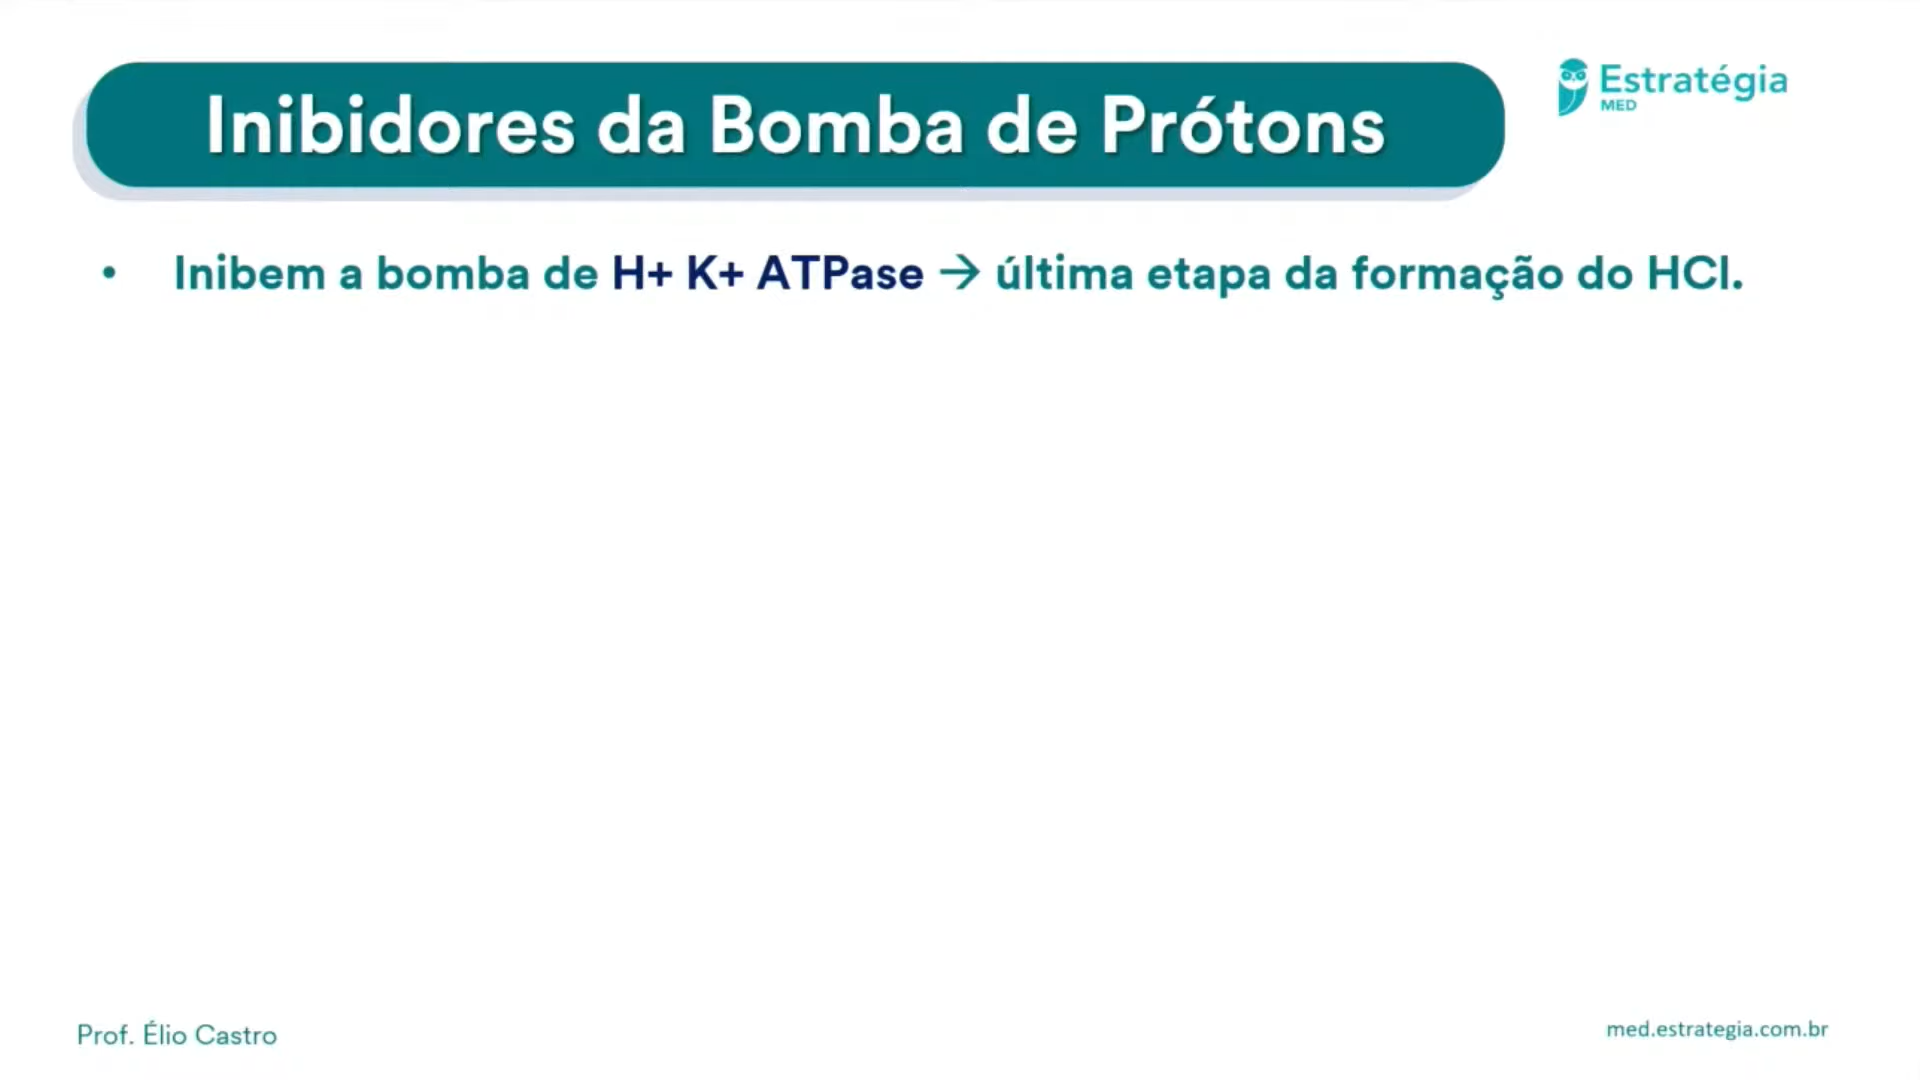 Inibidores da Bomba de Prótons
Estratégia
MED
• Inibem a bomba de H+ K+ ATPase → última etapa da formação do HCl.
Prof. Élio Castro
med.estrategia.com.br